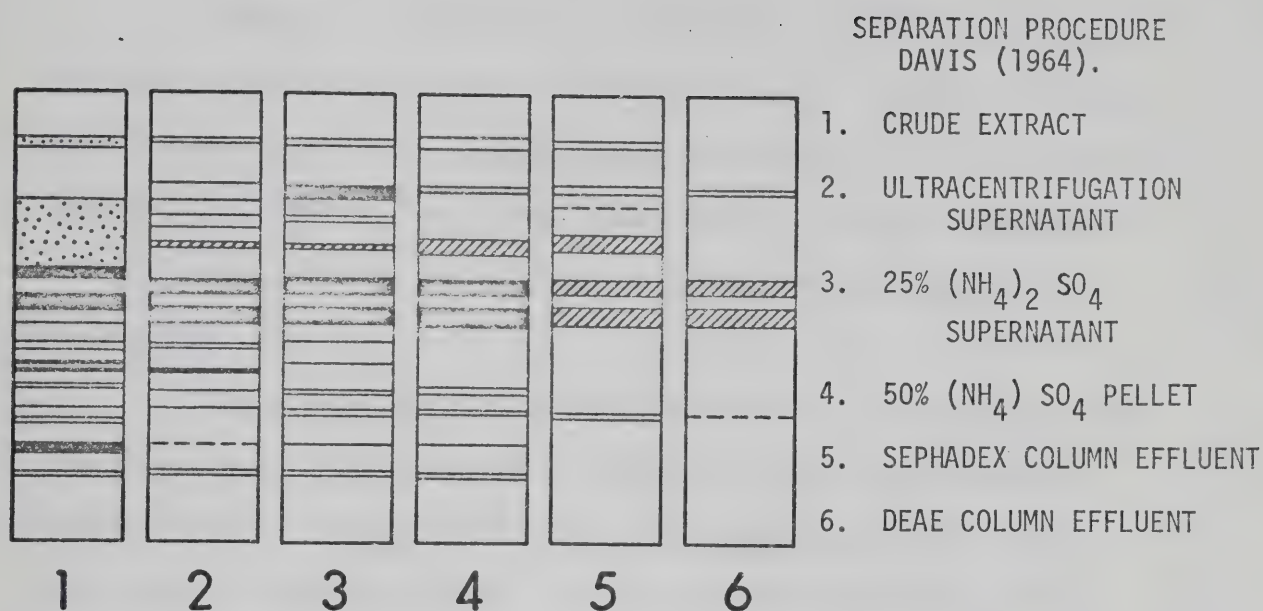 SEPARATION PROCEDURE
DAVIS (1964).
1. CRUDE EXTRACT
2. ULTRACENTRIFUGATION
SUPERNATANT
3. 25% (NH₄)₂ SO₄
SUPERNATANT
4. 50% (NH₄) SO₄ PELLET
5. SEPHADEX COLUMN EFFLUENT
6. DEAE COLUMN EFFLUENT
1 2 3 4 5 6